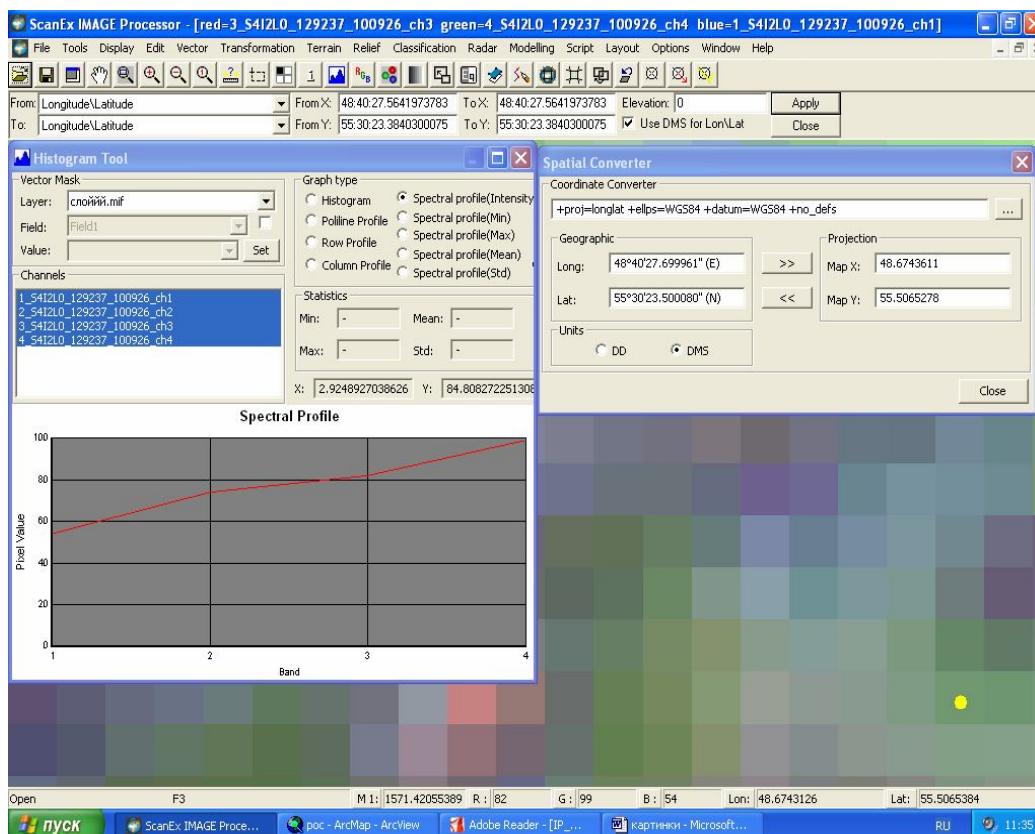 ScanEx IMAGE Processor - [red=3_S4I2L0_129237_100926_ch3 green=4_S4I2L0_129237_100926_ch4 blue=1_S4I2L0_129237_100926_ch1]
File Tools Display Edit Vector Transformation Terrain Relief Classification Radar Modelling Script Layout Options Window Help
From: Longitude\Latitude From X: 48:40:27.5641973783 To X: 48:40:27.5641973783 Elevation: 0 Apply
To: Longitude\Latitude From Y: 55:30:23.3840300075 To Y: 55:30:23.3840300075 Use DMS for Lon\Lat Close
Histogram Tool
Vector Mask
Layer: слоййй.mif
Field: Field1
Value: Set
Channels
1_S4I2L0_129237_100926_ch1
2_S4I2L0_129237_100926_ch2
3_S4I2L0_129237_100926_ch3
4_S4I2L0_129237_100926_ch4
Graph type
Histogram Spectral profile(Intensity
Poliline Profile Spectral profile(Min)
Row Profile Spectral profile(Max)
Column Profile Spectral profile(Mean)
Spectral profile(Std)
Statistics
Min: - Mean: -
Max: - Std: -
X: 2.9248927038626 Y: 84.808272251308
Spectral Profile
100
80
60
40
20
0
Pixel Value
1 2 3 4
Band
Spatial Converter
Coordinate Converter
+proj=longlat +ellps=WGS84 +datum=WGS84 +no_defs ...
Geographic Projection
Long: 48°40'27.699961" (E) >> Map X: 48.6743611
Lat: 55°30'23.500080" (N) << Map Y: 55.5065278
Units
DD DMS
Close
Open F3 M 1: 1571.42055389 R : 82 G : 99 B : 54 Lon: 48.6743126 Lat: 55.5065384
пуск ScanEx IMAGE Proce... рос - ArcMap - ArcView Adobe Reader - [IP_... картинки - Microsoft... RU 11:35